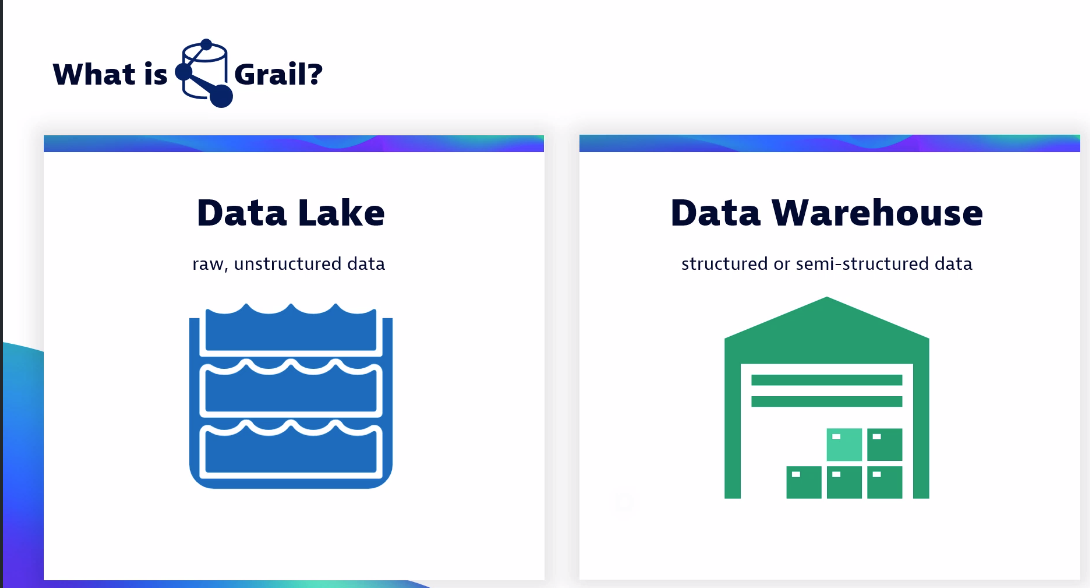 What is Grail?
Data Lake
raw, unstructured data
Data Warehouse
structured or semi-structured data